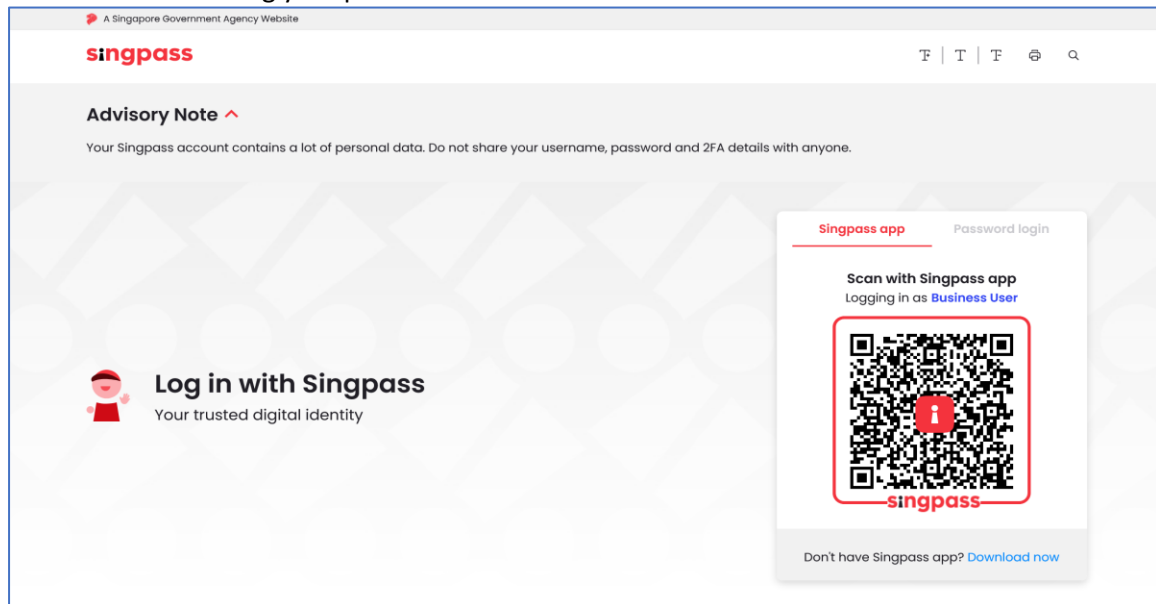 A Singapore Government Agency Website
singpass
Advisory Note
Your Singpass account contains a lot of personal data. Do not share your username, password and 2FA details with anyone.
Singpass app Password login
Scan with Singpass app
Logging in as Business User
Log in with Singpass
Your trusted digital identity
singpass
Don't have Singpass app? Download now